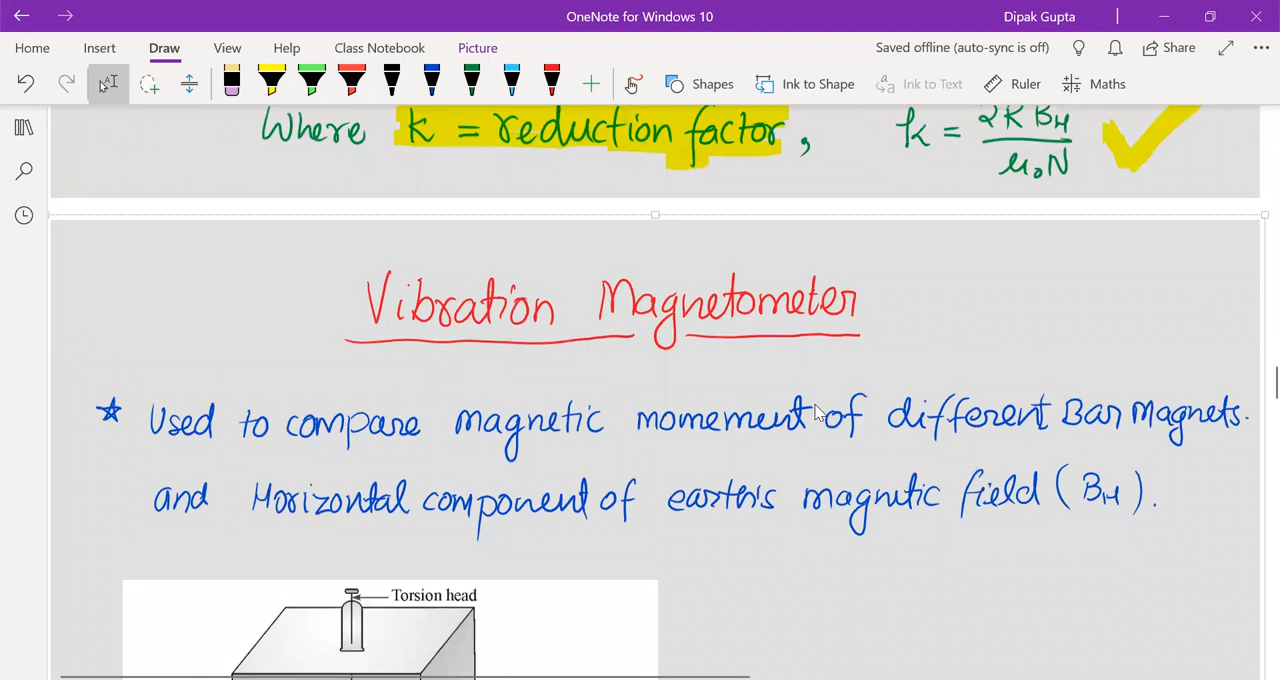 OneNote for Windows 10
Dipak Gupta
Home Insert Draw View Help Class Notebook Picture
Saved offline (auto-sync is off)
Share
Shapes
Ink to Shape
Ink to Text
Ruler
Maths
Where k = reduction factor, k = 2RBH / μ0N
Vibration Magnetometer
Used to compare magnetic momement of different Bar Magnets.
and Horizontal component of earth's magnetic field (BH).
Torsion head